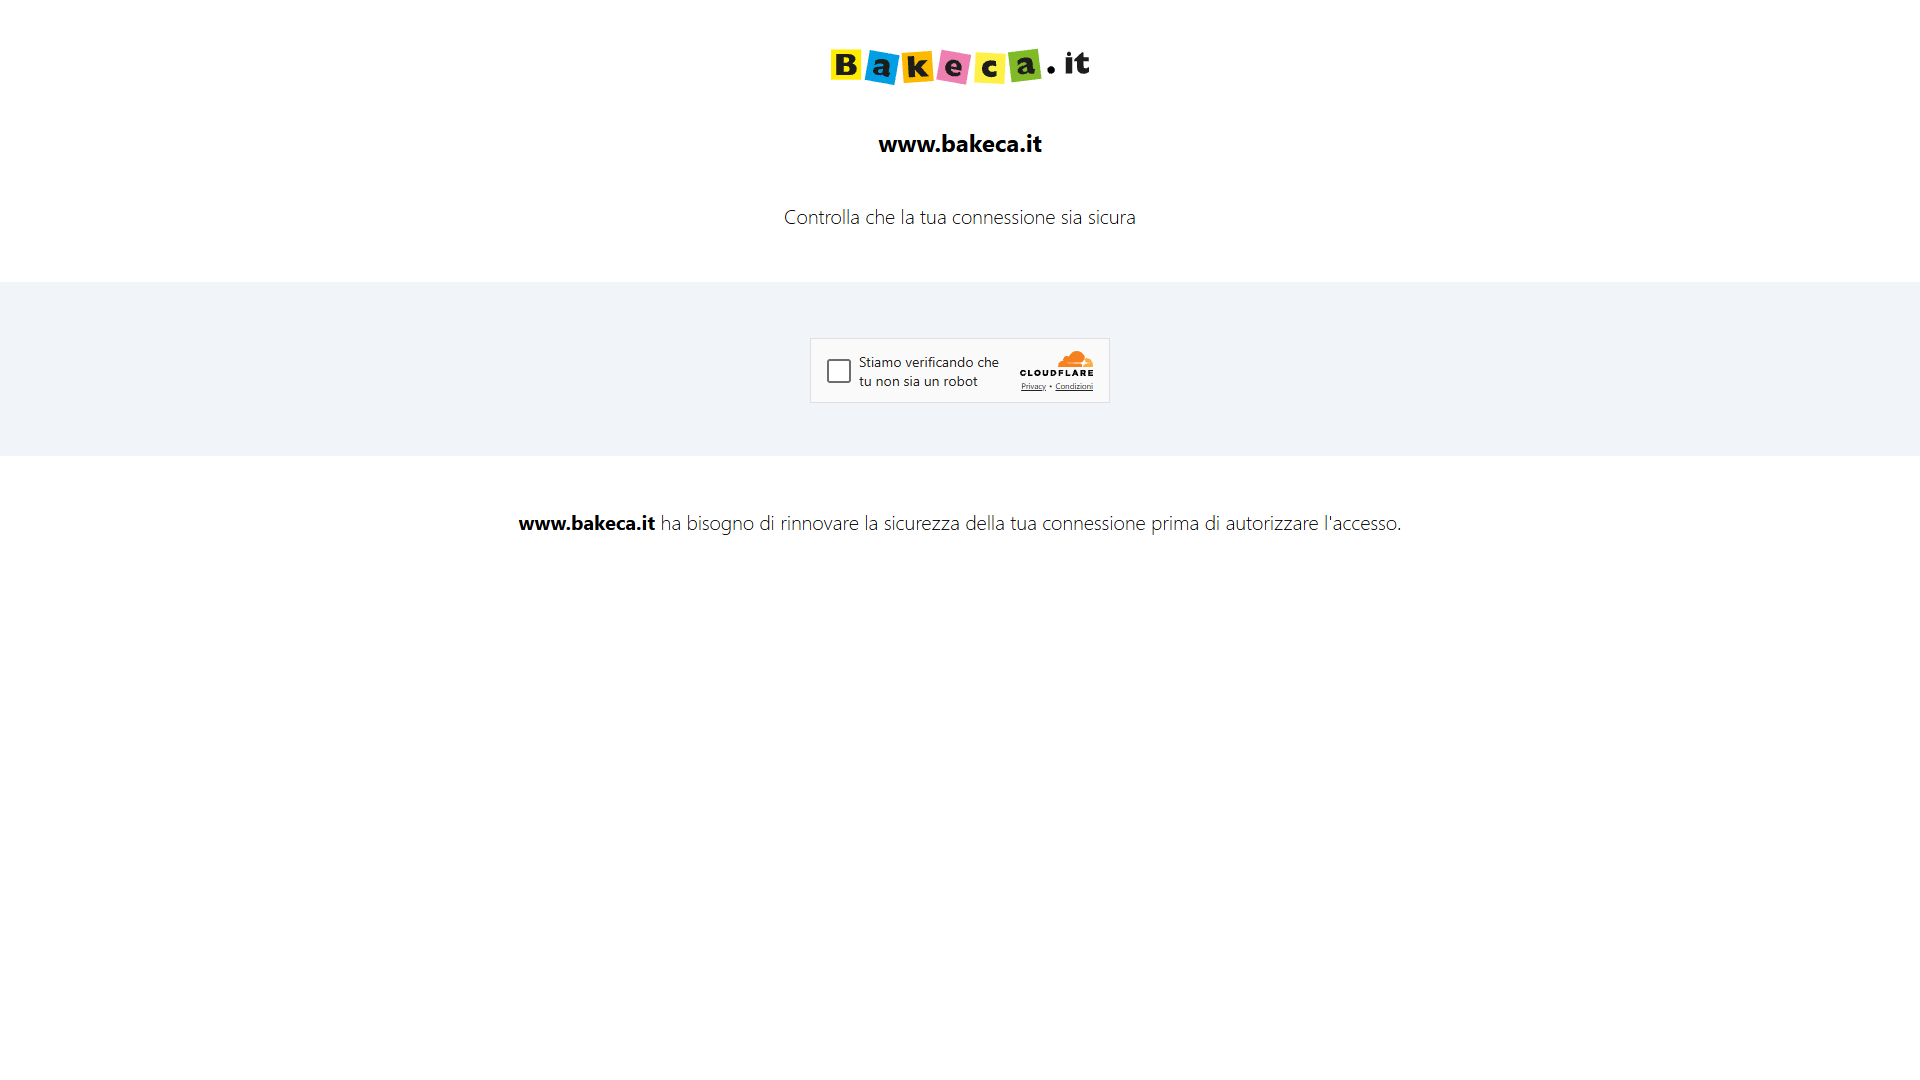 Bakeca.it
www.bakeca.it
Controlla che la tua connessione sia sicura
Stiamo verificando che
tu non sia un robot
CLOUDFLARE
Privacy • Condizioni
www.bakeca.it ha bisogno di rinnovare la sicurezza della tua connessione prima di autorizzare l'accesso.